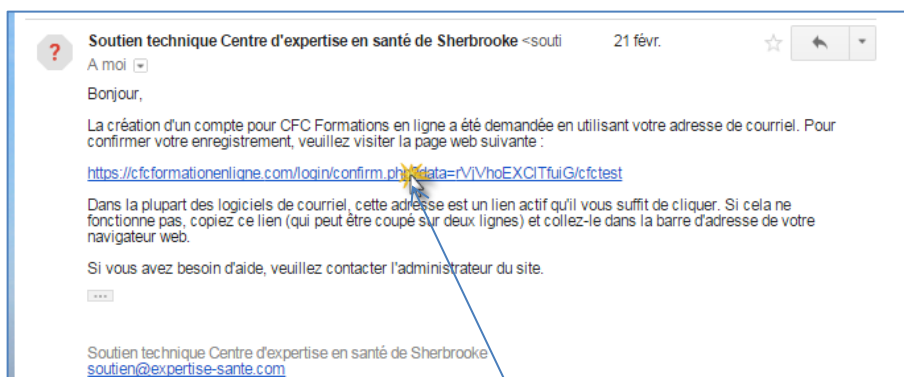 ?
Soutien technique Centre d'expertise en santé de Sherbrooke <souti 21 févr.
À moi
Bonjour,
La création d'un compte pour CFC Formations en ligne a été demandée en utilisant votre adresse de courriel. Pour
confirmer votre enregistrement, veuillez visiter la page web suivante :
https://cfcformationenligne.com/login/confirm.php?data=rVjVhoEXCITfuiG/cfctest
Dans la plupart des logiciels de courriel, cette adresse est un lien actif qu'il vous suffit de cliquer. Si cela ne
fonctionne pas, copiez ce lien (qui peut être coupé sur deux lignes) et collez-le dans la barre d'adresse de votre
navigateur web.
Si vous avez besoin d'aide, veuillez contacter l'administrateur du site.
Soutien technique Centre d'expertise en santé de Sherbrooke
soutien@expertise-sante.com